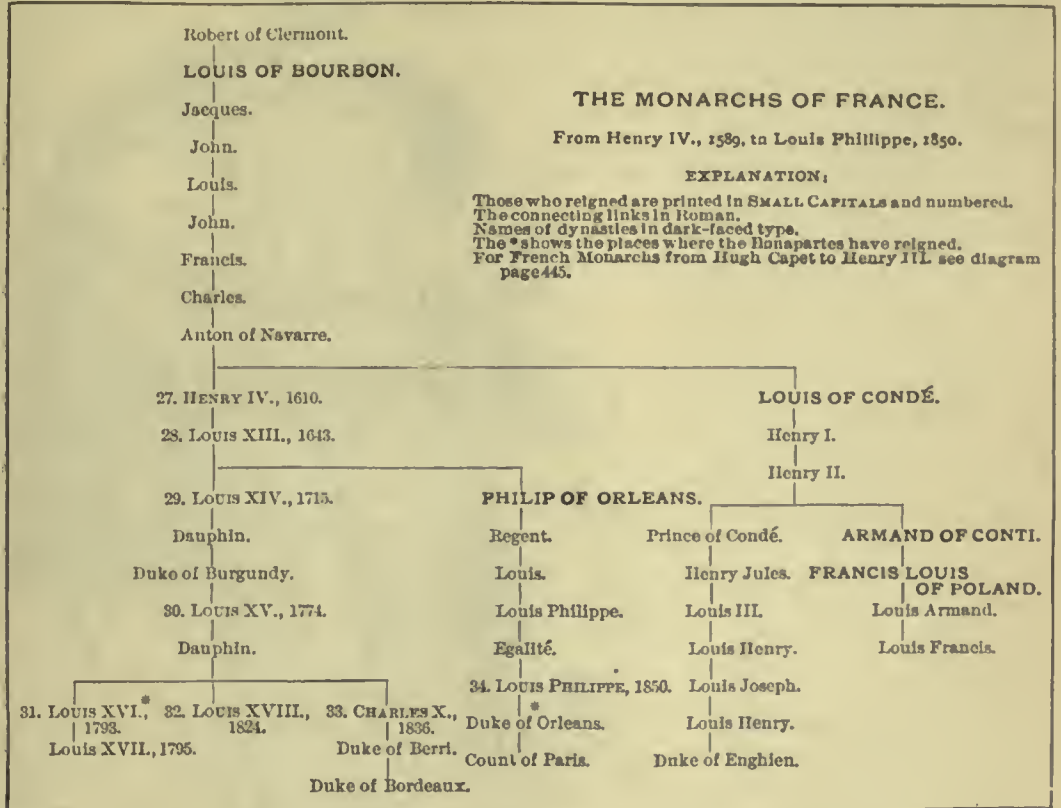 Robert of Clermont.
LOUIS OF BOURBON.
Jacques.
John.
Louis.
John.
Francis.
Charles.
Anton of Navarre.
THE MONARCHS OF FRANCE.
From Henry IV., 1589, to Louis Phillippe, 1850.
EXPLANATION:
Those who reigned are printed in SMALL CAPITALS and numbered.
The connecting links in Roman.
Names of dynasties in dark-faced type.
The * shows the places where the Bonapartes have reigned.
For French Monarchs from Hugh Capet to Henry III. see diagram
page 445.
27. HENRY IV., 1610.
28. LOUIS XIII., 1643.
29. LOUIS XIV., 1715.
Dauphin.
Duke of Burgundy.
30. LOUIS XV., 1774.
Dauphin.
31. LOUIS XVI.,*
1793.
Louis XVII., 1795.
32. LOUIS XVIII.,
1824.
33. CHARLES X.,
1836.
Duke of Berri.
Duke of Bordeaux.
PHILIP OF ORLEANS.
Regent.
Louis.
Louis Philippe.
Egalité.
34. LOUIS PHILIPPE, 1850.
*
Duke of Orleans.
Count of Paris.
LOUIS OF CONDÉ.
Henry I.
Henry II.
Prince of Condé.
Henry Jules.
Louis III.
Louis Henry.
Louis Joseph.
Louis Henry.
Duke of Enghien.
ARMAND OF CONTI.
FRANCIS LOUIS
OF POLAND.
Louis Armand.
Louis Francis.